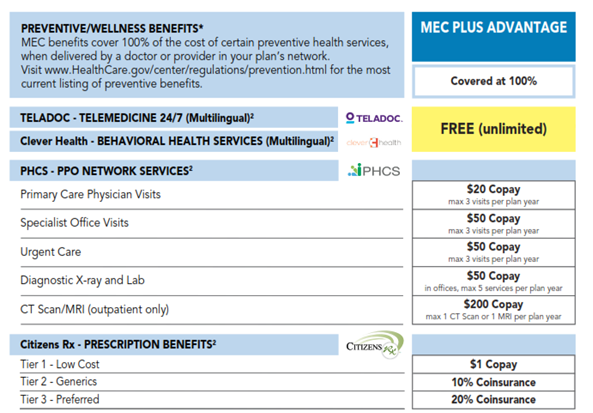 PREVENTIVE/WELLNESS BENEFITS*
MEC benefits cover 100% of the cost of certain preventive health services,
when delivered by a doctor or provider in your plan's network.
Visit www.HealthCare.gov/center/regulations/prevention.html for the most
current listing of preventive benefits.
MEC PLUS ADVANTAGE
Covered at 100%
TELADOC - TELEMEDICINE 24/7 (Multilingual)²
TELADOC.
Clever Health - BEHAVIORAL HEALTH SERVICES (Multilingual)²
clever health
FREE (unlimited)
PHCS - PPO NETWORK SERVICES²
PHCS
Primary Care Physician Visits
$20 Copay
max 3 visits per plan year
Specialist Office Visits
$50 Copay
max 3 visits per plan year
Urgent Care
$50 Copay
max 3 visits per plan year
Diagnostic X-ray and Lab
$50 Copay
in offices, max 5 services per plan year
CT Scan/MRI (outpatient only)
$200 Copay
max 1 CT Scan or 1 MRI per plan year
Citizens Rx - PRESCRIPTION BENEFITS²
CITIZENS Rx
Tier 1 - Low Cost
$1 Copay
Tier 2 - Generics
10% Coinsurance
Tier 3 - Preferred
20% Coinsurance